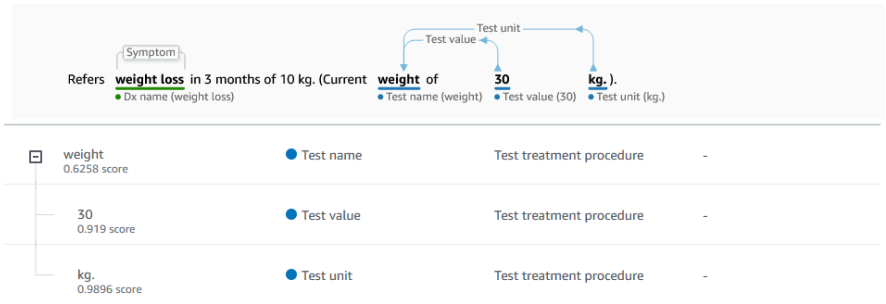 Test unit
Test value
Symptom
Refers weight loss in 3 months of 10 kg. (Current weight of 30 kg. ).
Dx name (weight loss) Test name (weight) Test value (30) Test unit (kg.)
weight Test name Test treatment procedure -
0.6258 score
30 Test value Test treatment procedure -
0.919 score
kg. Test unit Test treatment procedure -
0.9896 score